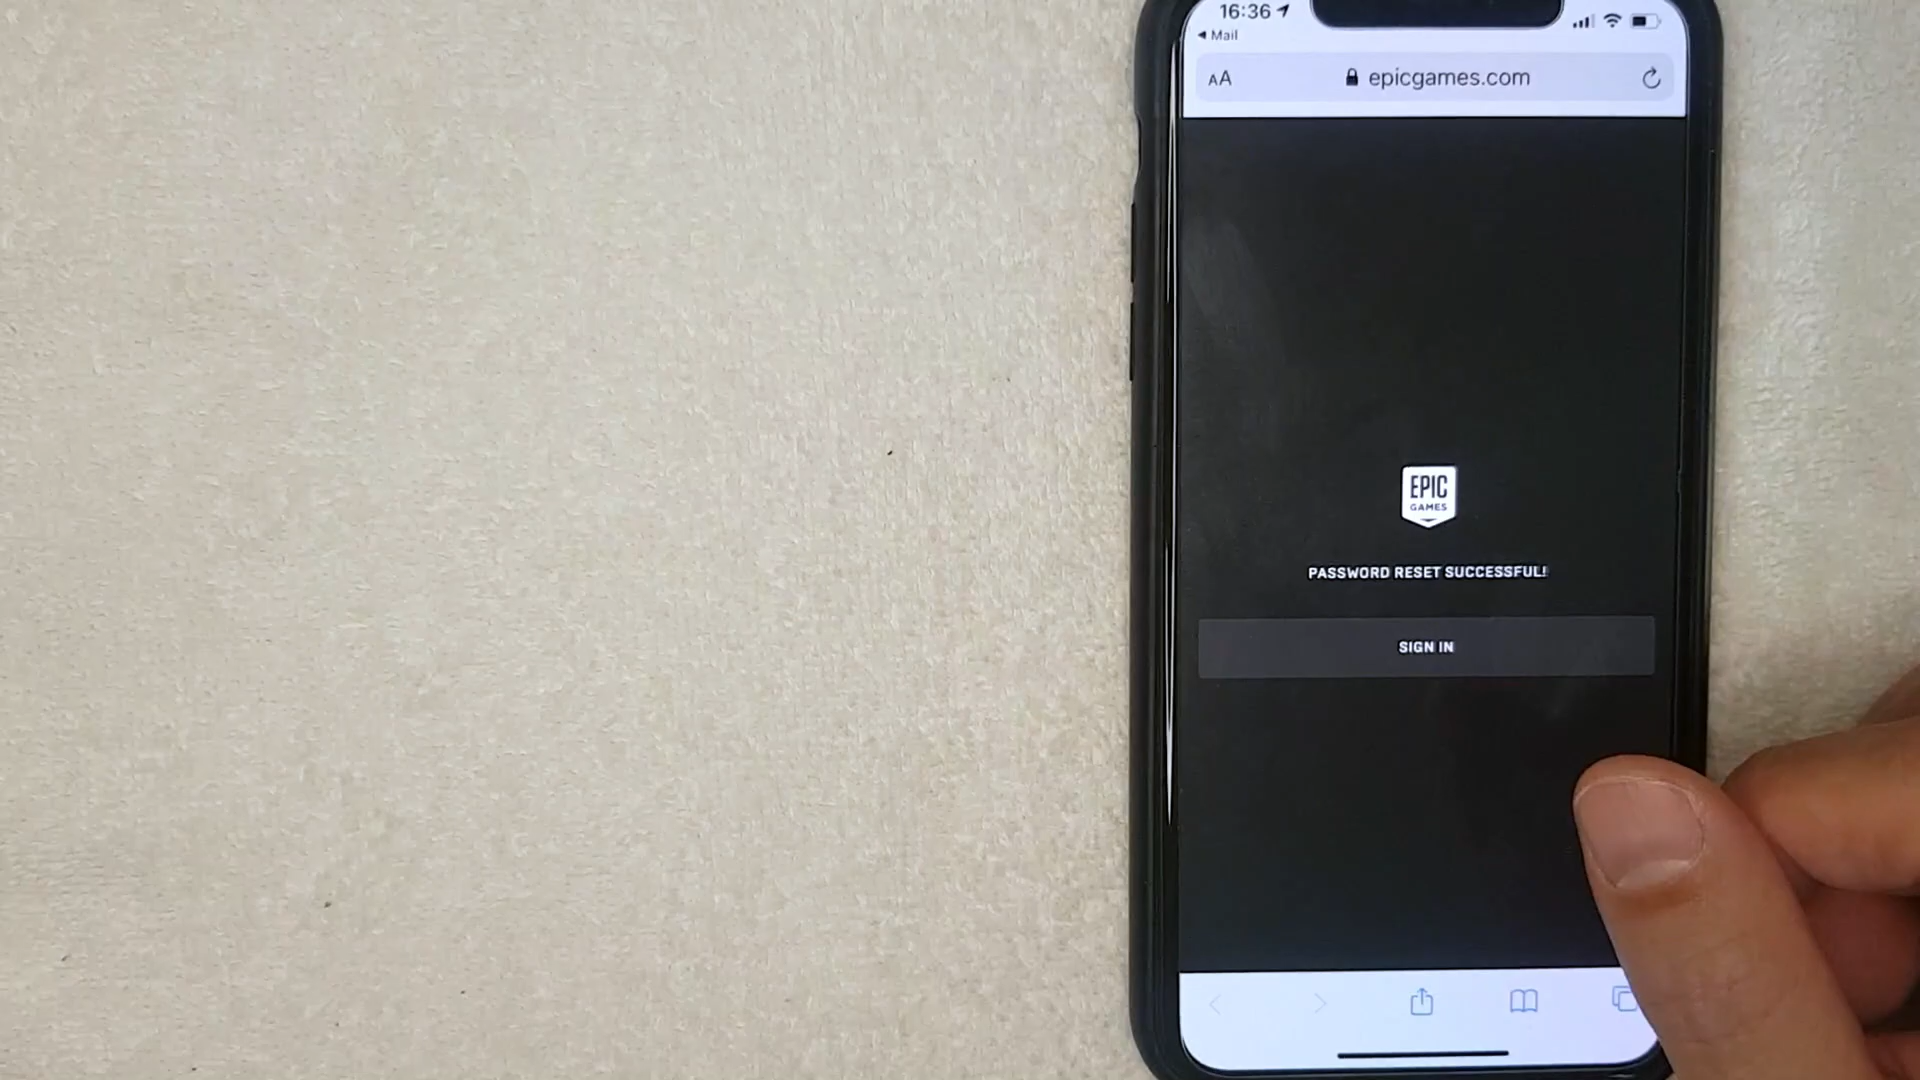 16:36
Mail
AA epicgames.com
EPIC
GAMES
PASSWORD RESET SUCCESSFUL!
SIGN IN